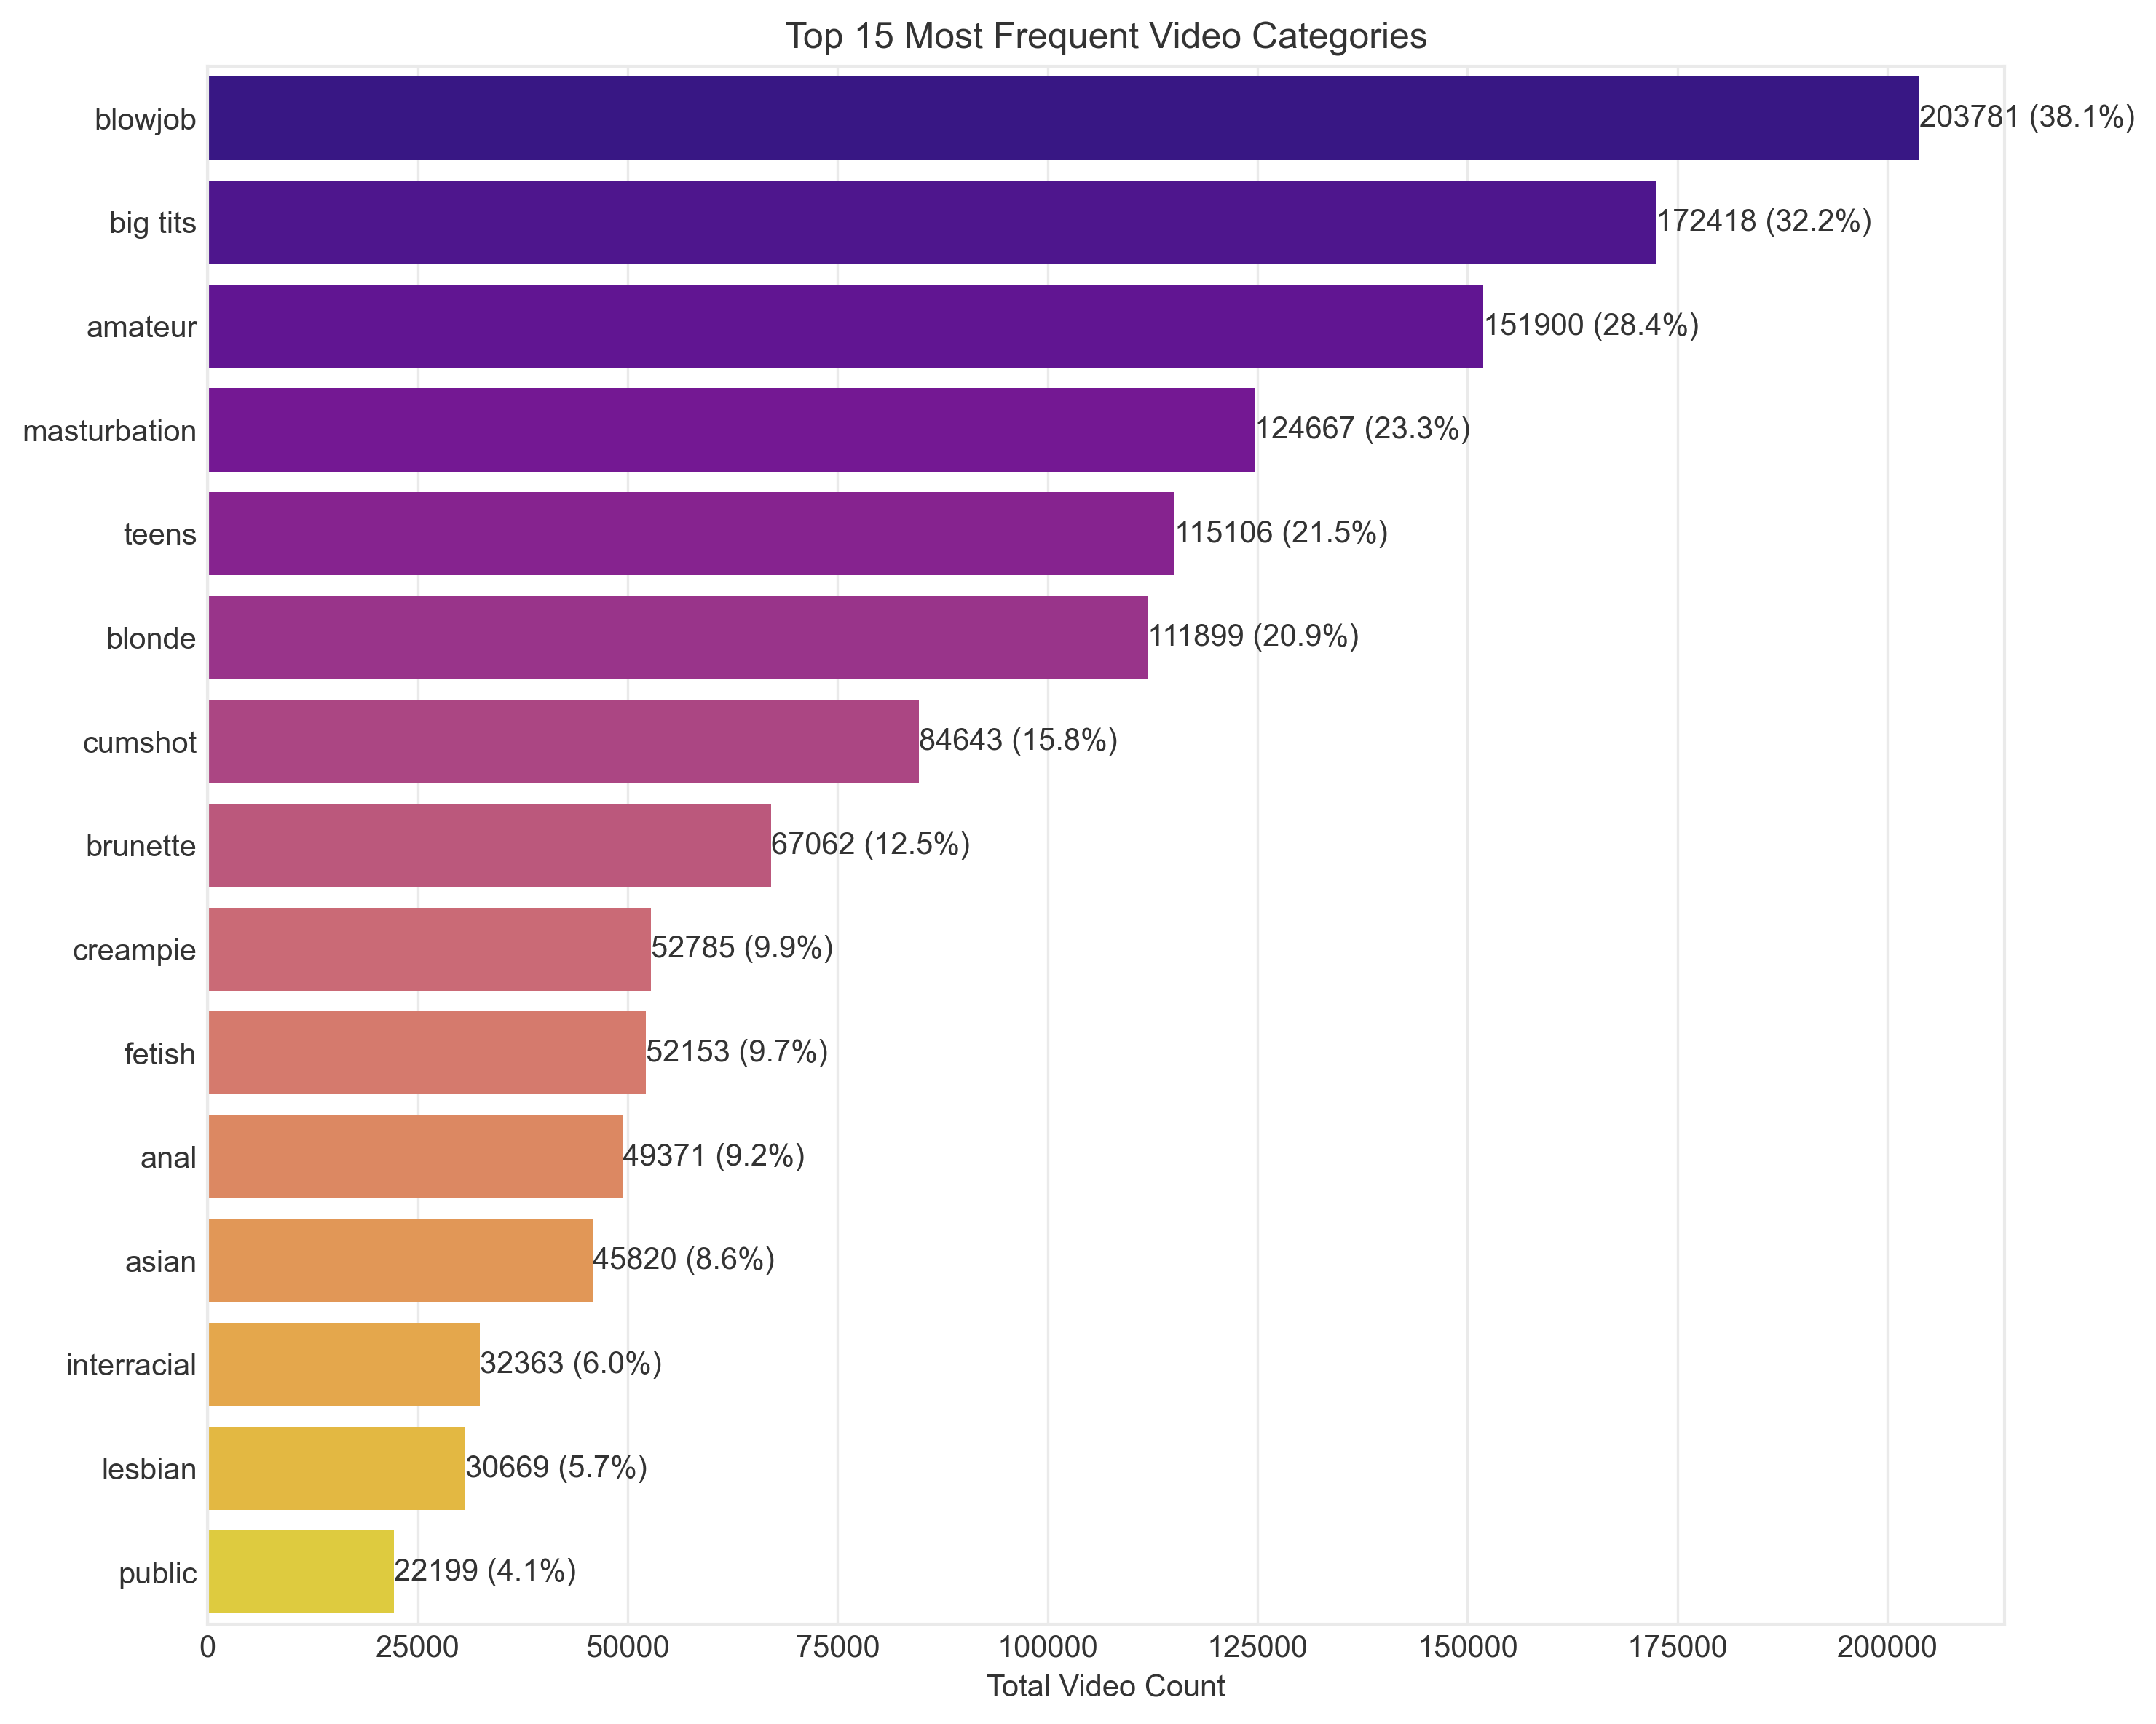 Top 15 Most Frequent Video Categories
blowjob 203781 (38.1%)
big tits 172418 (32.2%)
amateur 151900 (28.4%)
masturbation 124667 (23.3%)
teens 115106 (21.5%)
blonde 111899 (20.9%)
cumshot 84643 (15.8%)
brunette 67062 (12.5%)
creampie 52785 (9.9%)
fetish 52153 (9.7%)
anal 49371 (9.2%)
asian 45820 (8.6%)
interracial 32363 (6.0%)
lesbian 30669 (5.7%)
public 22199 (4.1%)
0 25000 50000 75000 100000 125000 150000 175000 200000
Total Video Count